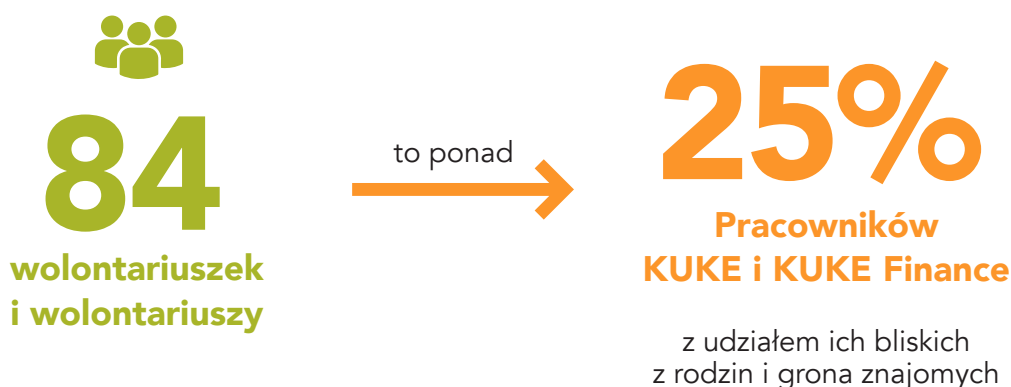 84
wolontariuszek
i wolontariuszy
to ponad
25%
Pracowników
KUKE i KUKE Finance
z udziałem ich bliskich
z rodzin i grona znajomych